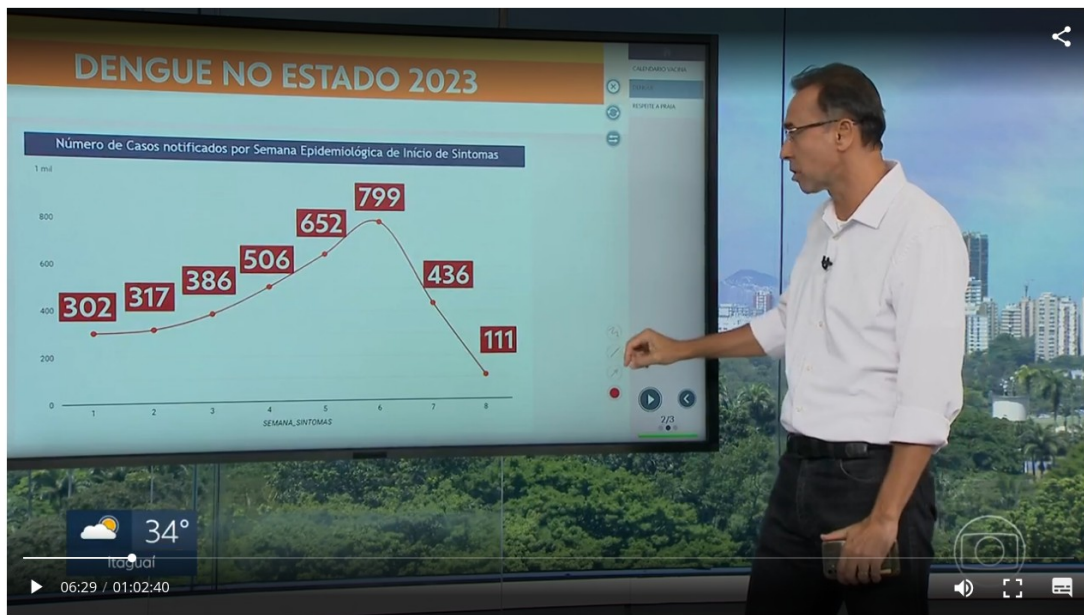 DENGUE NO ESTADO 2023
CALENDÁRIO VACINA
DENGUE
RESPEITE A PRAIA
Número de Casos notificados por Semana Epidemiológica de Início de Sintomas
1 mil
800
600
400
200
0
302
317
386
506
652
799
436
111
1
2
3
4
5
6
7
8
SEMANA_SINTOMAS
2/3
34°
Itaguaí
06:29 / 01:02:40